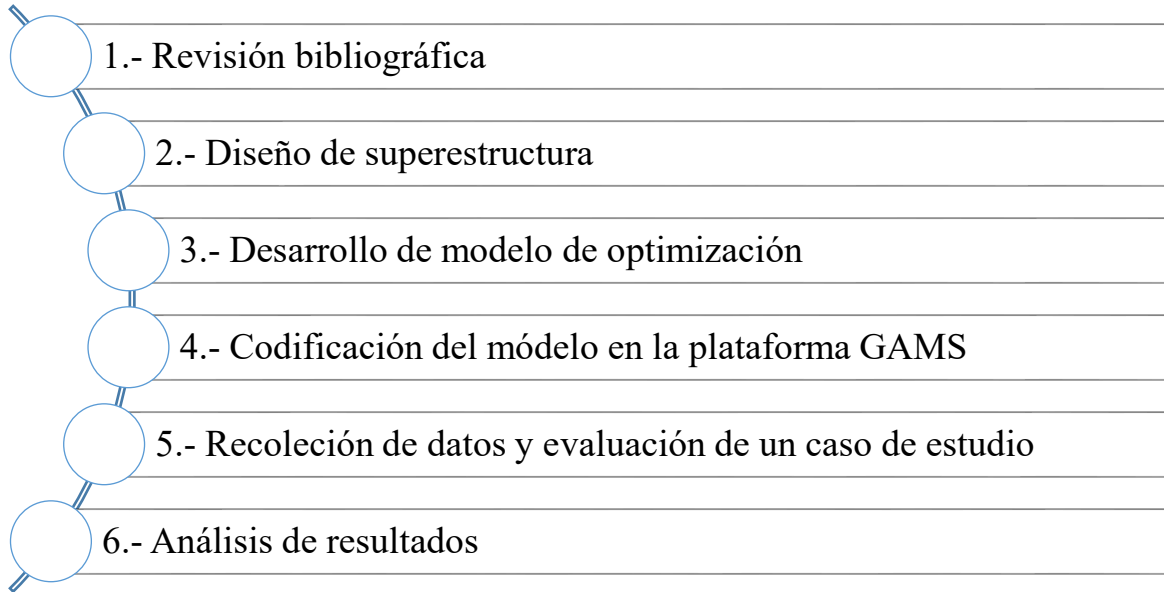 1.- Revisión bibliográfica
2.- Diseño de superestructura
3.- Desarrollo de modelo de optimización
4.- Codificación del módelo en la plataforma GAMS
5.- Recoleción de datos y evaluación de un caso de estudio
6.- Análisis de resultados